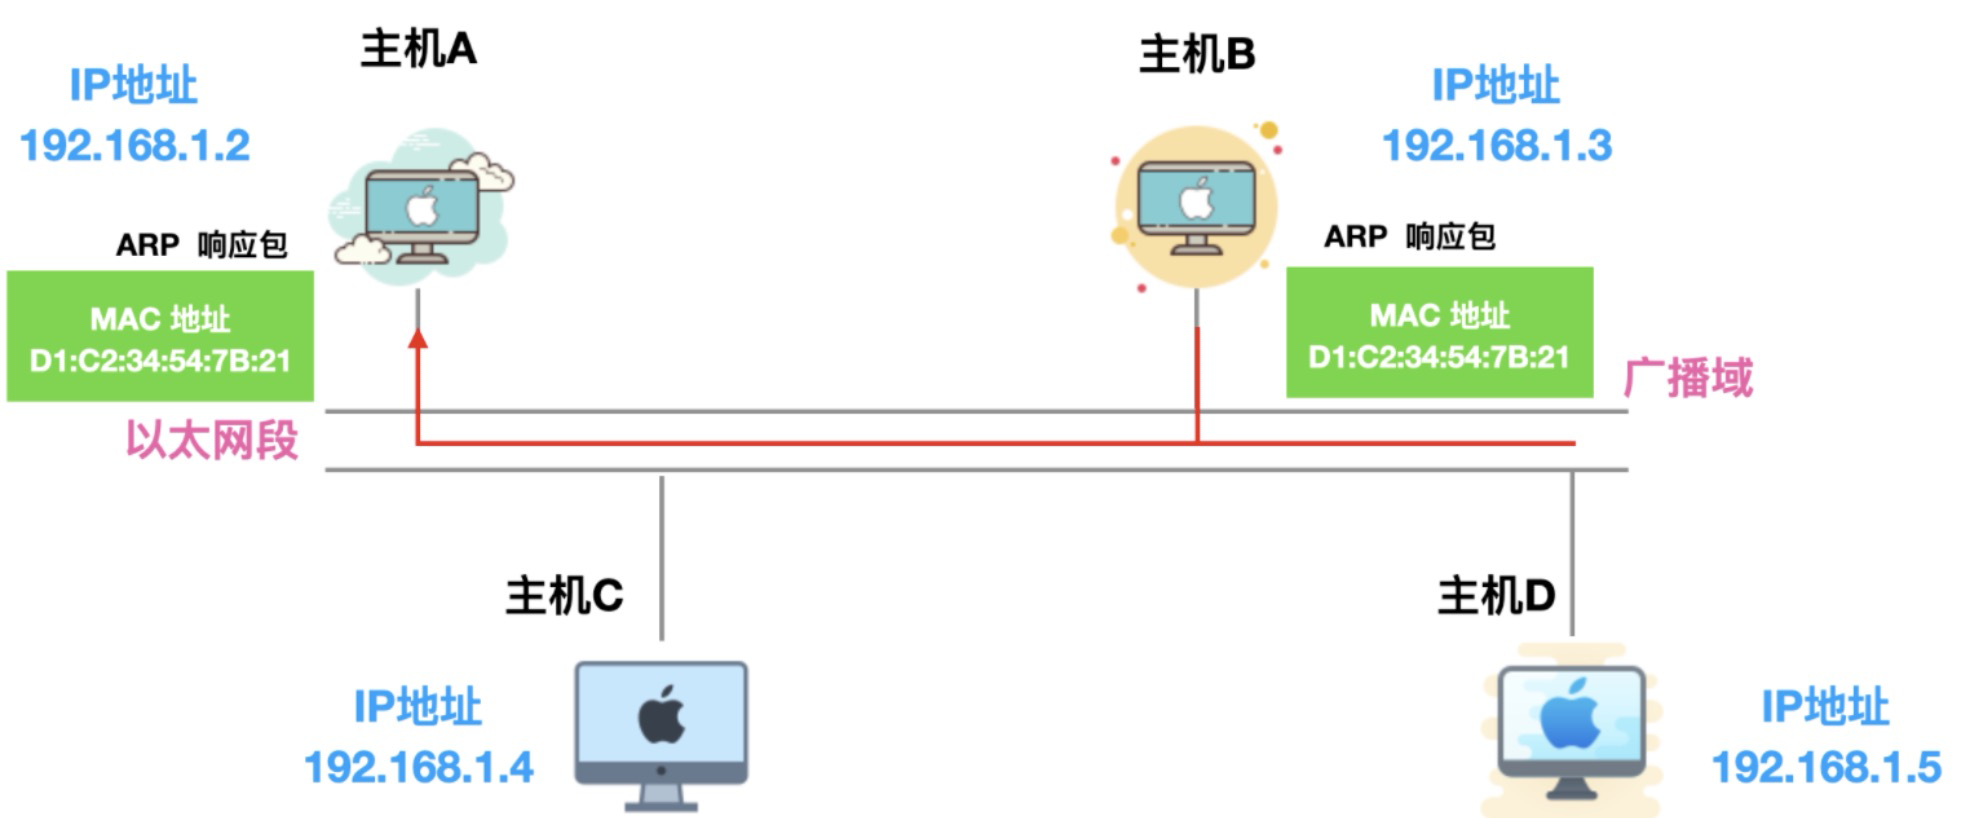 主机A
IP地址
192.168.1.2
ARP 响应包
MAC 地址
D1:C2:34:54:7B:21
以太网段
主机B
IP地址
192.168.1.3
ARP 响应包
MAC 地址
D1:C2:34:54:7B:21
广播域
主机C
IP地址
192.168.1.4
主机D
IP地址
192.168.1.5